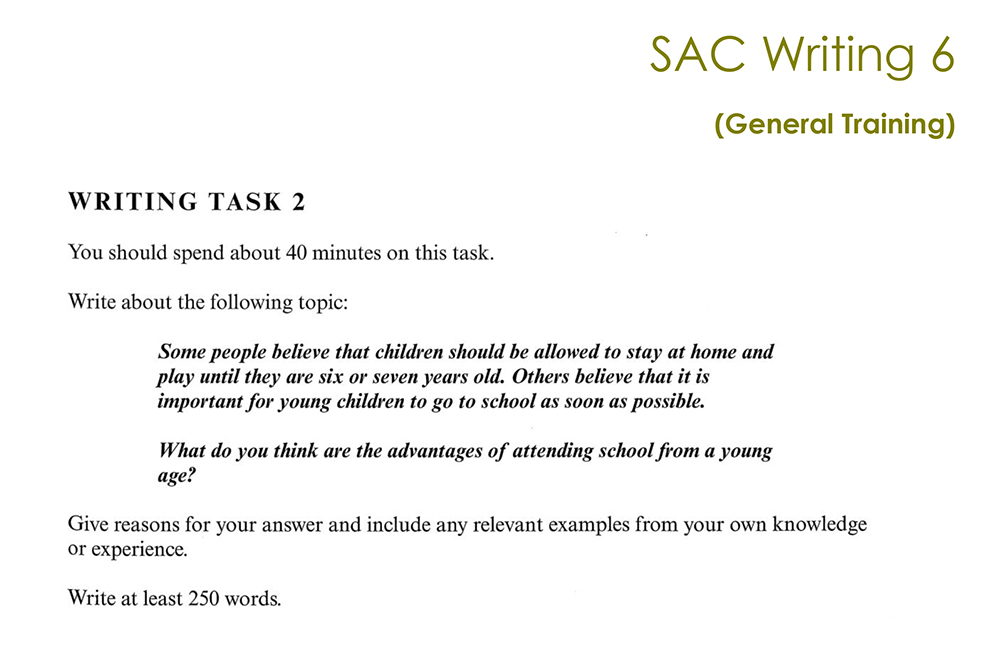 SAC Writing 6
(General Training)
WRITING TASK 2
You should spend about 40 minutes on this task.
Write about the following topic:
Some people believe that children should be allowed to stay at home and
play until they are six or seven years old. Others believe that it is
important for young children to go to school as soon as possible.
What do you think are the advantages of attending school from a young
age?
Give reasons for your answer and include any relevant examples from your own knowledge
or experience.
Write at least 250 words.